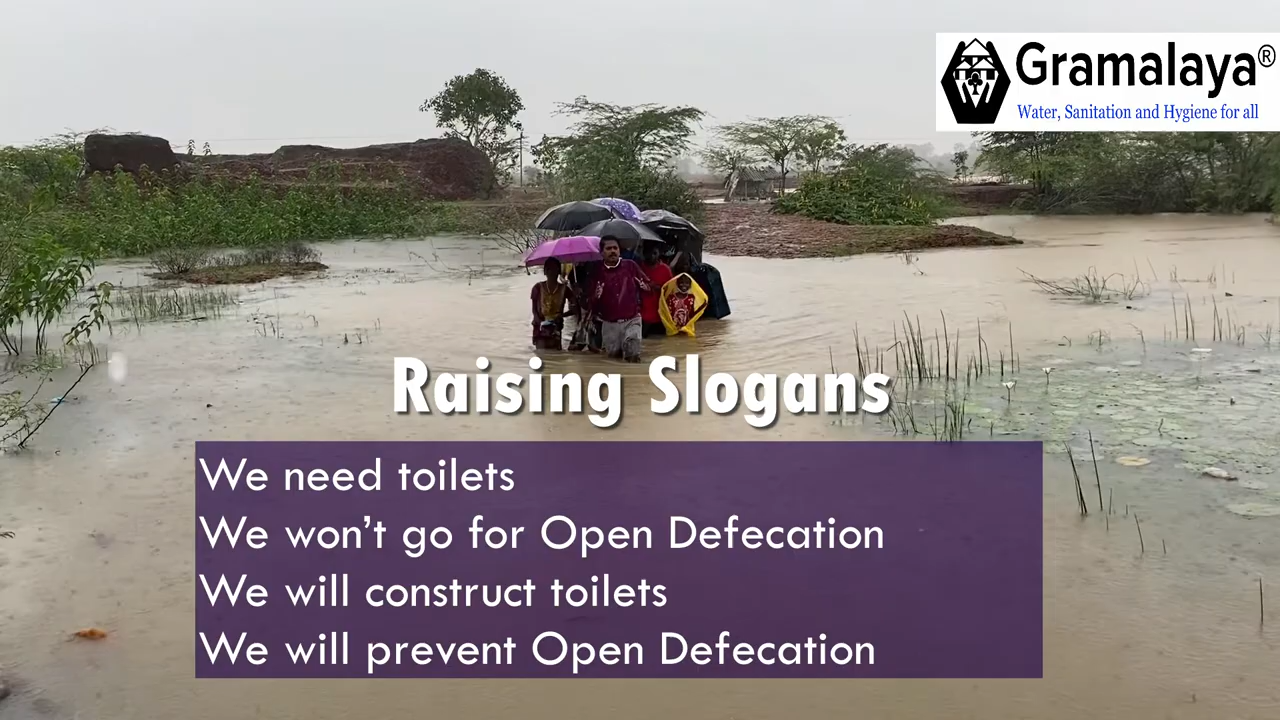 Gramalaya®
Water, Sanitation and Hygiene for all
Raising Slogans
We need toilets
We won't go for Open Defecation
We will construct toilets
We will prevent Open Defecation